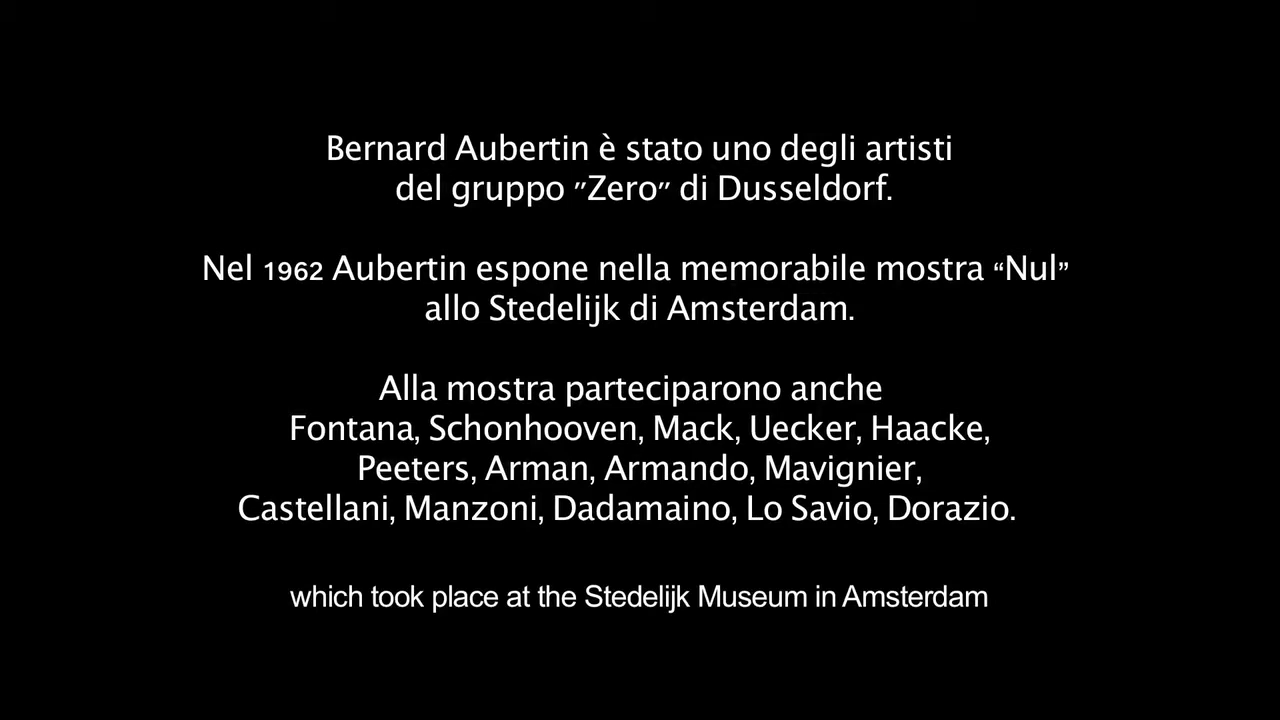 Bernard Aubertin è stato uno degli artisti
del gruppo "Zero" di Dusseldorf.
Nel 1962 Aubertin espone nella memorabile mostra “Nul”
allo Stedelijk di Amsterdam.
Alla mostra parteciparono anche
Fontana, Schonhooven, Mack, Uecker, Haacke,
Peeters, Arman, Armando, Mavignier,
Castellani, Manzoni, Dadamaino, Lo Savio, Dorazio.
which took place at the Stedelijk Museum in Amsterdam